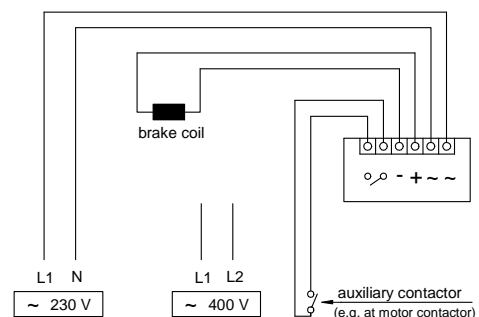 brake coil
- + ~ ~
L1 N
L1 L2
~ 230 V
~ 400 V
auxiliary contactor
(e.g. at motor contactor)